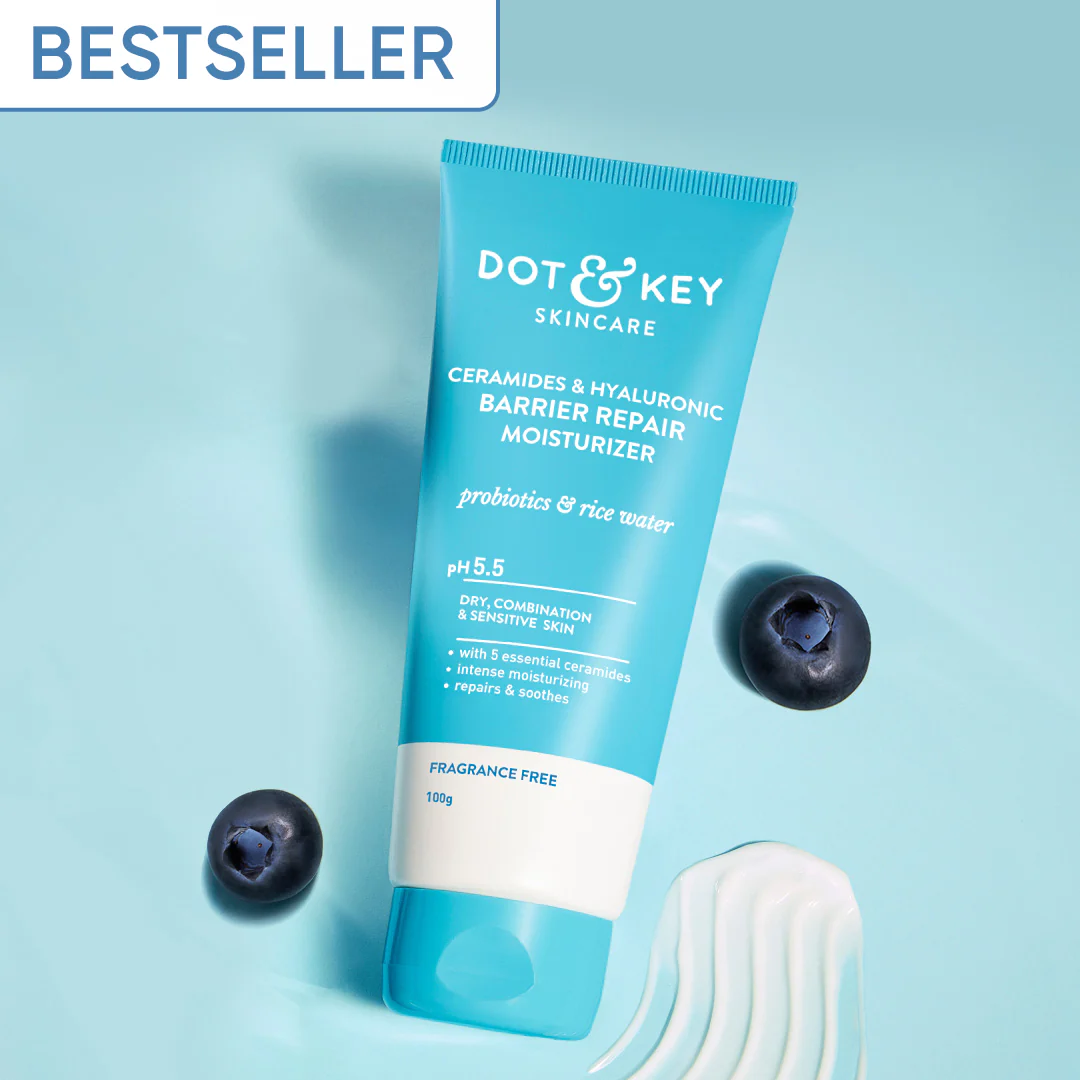 BESTSELLER
DOT & KEY
SKINCARE
CERAMIDES & HYALURONIC
BARRIER REPAIR
MOISTURIZER
probiotics & rice water
pH 5.5
DRY, COMBINATION
& SENSITIVE SKIN
• with 5 essential ceramides
• intense moisturizing
• repairs & soothes
FRAGRANCE FREE
100g